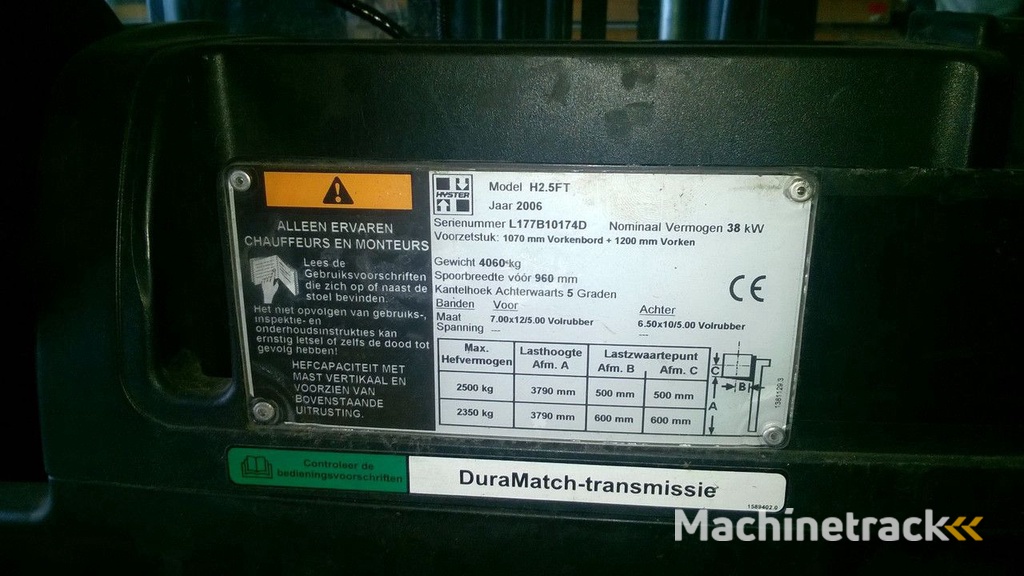 ALLEEN ERVAREN
CHAUFFEURS EN MONTEURS
Lees de
Gebruiksvoorschriften
die zich op of naast de
stoel bevinden.
Het niet opvolgen van gebruiks-,
inspektie-en
onderhoudsinstrukties kan
ernstig letsel of zelfs de dood tot
gevolg hebben!
HEFCAPACITEIT MET
MAST VERTIKAAL EN
VOORZIEN VAN
BOVENSTAANDE
UITRUSTING.
HYSTER
Model H2.5FT
Jaar 2006
Serienummer L177B10174D Nominaal Vermogen 38 kW
Voorzetstuk: 1070 mm Vorkenbord + 1200 mm Vorken
Gewicht 4060 kg
Spoorbreedte vóór 960 mm
Kantelhoek Achterwaarts 5 Graden
CE
Banden Voor Achter
Maat 7.00x12/5.00 Volrubber 6.50x10/5.00 Volrubber
Spanning --- ---
Max. Lasthoogte Lastzwaartepunt
Hefvermogen Afm. A Afm. B Afm. C
2500 kg 3790 mm 500 mm 500 mm
2350 kg 3790 mm 600 mm 600 mm
C
B
A
1361129.3
Controleer de
bedieningsvoorschriften
DuraMatch-transmissie
1589402.0
Machinetrack